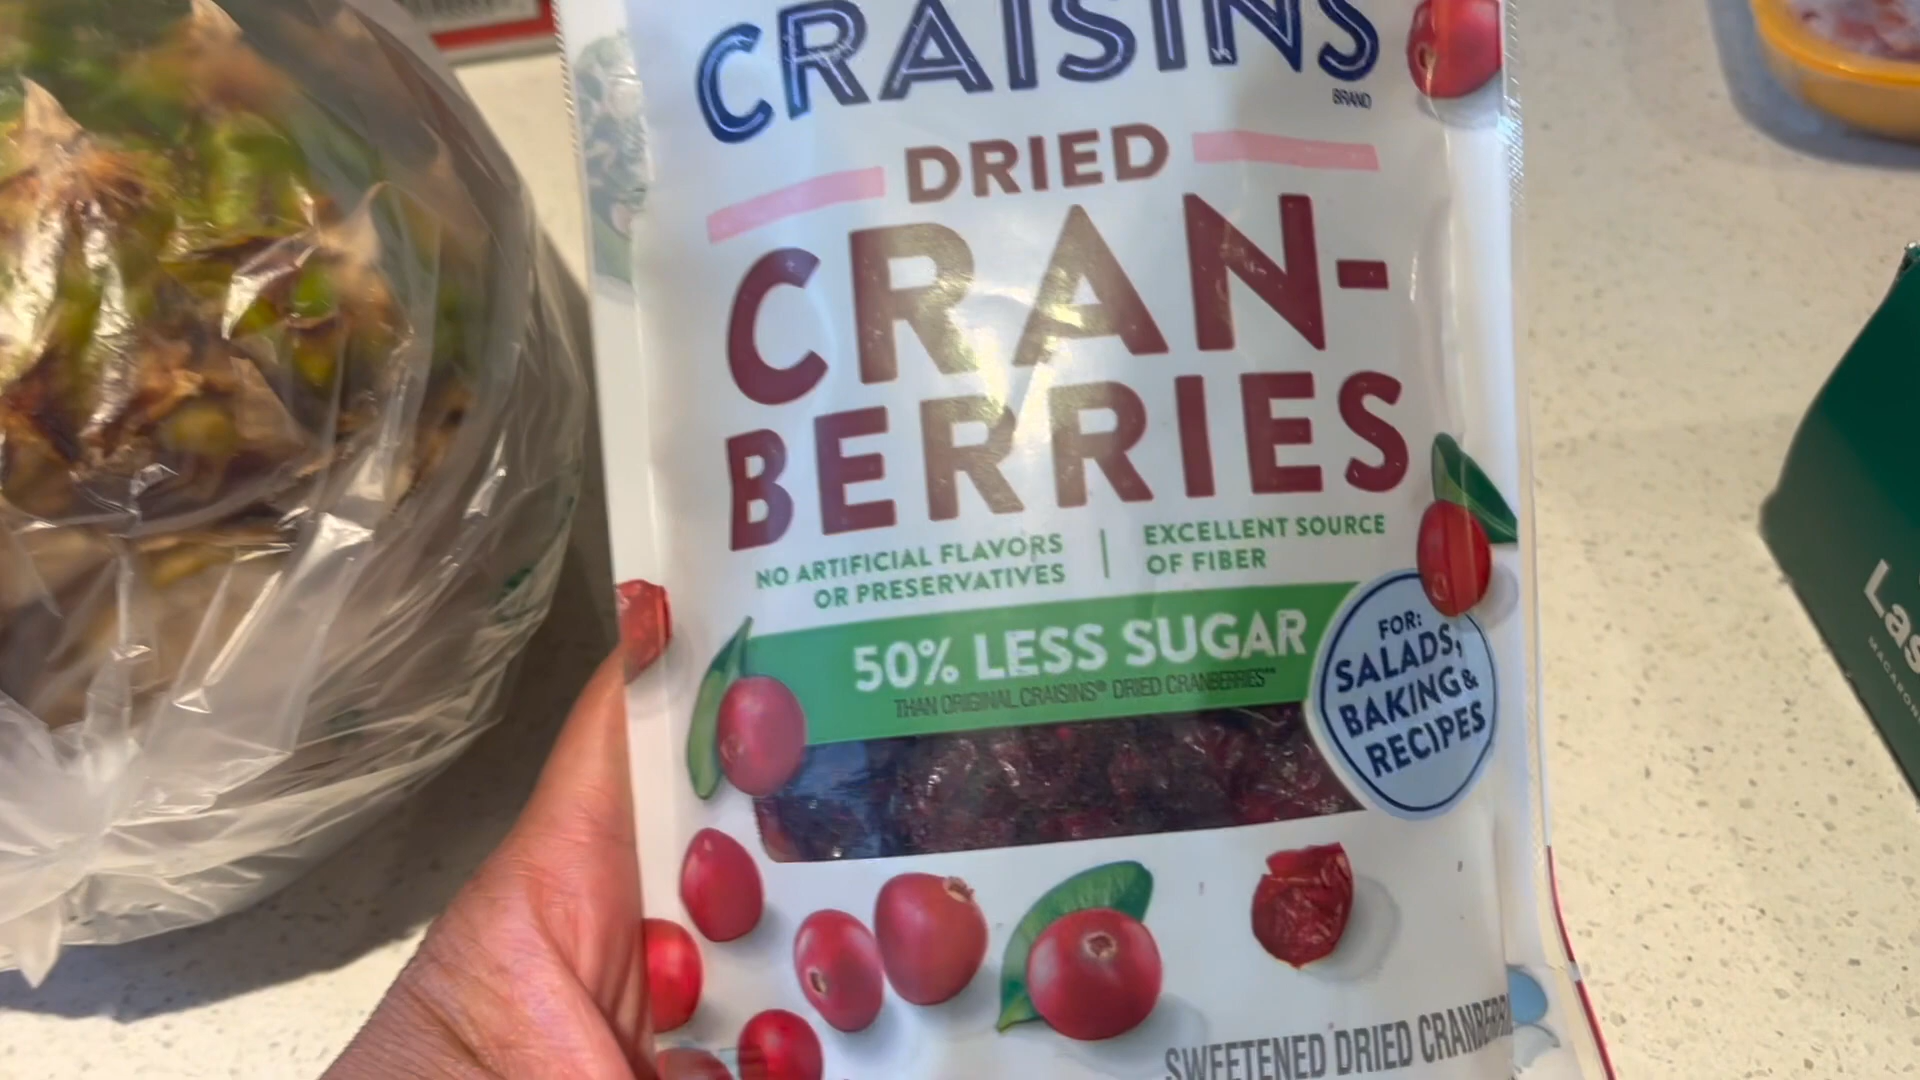 CRAISINS
BRAND
DRIED
CRAN-
BERRIES
NO ARTIFICIAL FLAVORS
OR PRESERVATIVES
EXCELLENT SOURCE
OF FIBER
50% LESS SUGAR
THAN ORIGINAL CRAISINS® DRIED CRANBERRIES**
FOR:
SALADS,
BAKING &
RECIPES
SWEETENED DRIED
Las